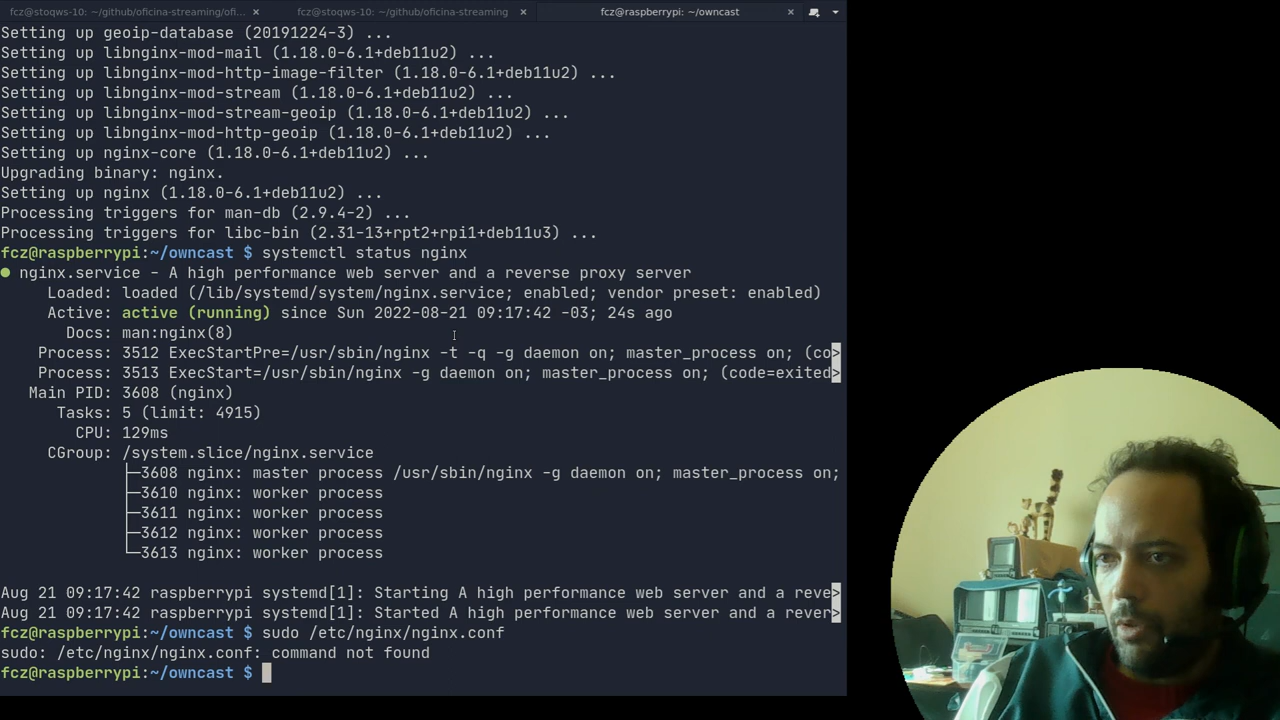 fcz@stoqws-10: ~/github/oficina-streaming/ofi... ×
fcz@stoqws-10: ~/github/oficina-streaming ×
fcz@raspberrypi: ~/owncast ×
Setting up geoip-database (20191224-3) ...
Setting up libnginx-mod-mail (1.18.0-6.1+deb11u2) ...
Setting up libnginx-mod-http-image-filter (1.18.0-6.1+deb11u2) ...
Setting up libnginx-mod-stream (1.18.0-6.1+deb11u2) ...
Setting up libnginx-mod-stream-geoip (1.18.0-6.1+deb11u2) ...
Setting up libnginx-mod-http-geoip (1.18.0-6.1+deb11u2) ...
Setting up nginx-core (1.18.0-6.1+deb11u2) ...
Upgrading binary: nginx.
Setting up nginx (1.18.0-6.1+deb11u2) ...
Processing triggers for man-db (2.9.4-2) ...
Processing triggers for libc-bin (2.31-13+rpt2+rpi1+deb11u3) ...
fcz@raspberrypi:~/owncast $ systemctl status nginx
● nginx.service - A high performance web server and a reverse proxy server
Loaded: loaded (/lib/systemd/system/nginx.service; enabled; vendor preset: enabled)
Active: active (running) since Sun 2022-08-21 09:17:42 -03; 24s ago
Docs: man:nginx(8)
Process: 3512 ExecStartPre=/usr/sbin/nginx -t -q -g daemon on; master_process on; (co>
Process: 3513 ExecStart=/usr/sbin/nginx -g daemon on; master_process on; (code=exited>
Main PID: 3608 (nginx)
Tasks: 5 (limit: 4915)
CPU: 129ms
CGroup: /system.slice/nginx.service
├─3608 nginx: master process /usr/sbin/nginx -g daemon on; master_process on;
├─3610 nginx: worker process
├─3611 nginx: worker process
├─3612 nginx: worker process
└─3613 nginx: worker process
Aug 21 09:17:42 raspberrypi systemd[1]: Starting A high performance web server and a reve>
Aug 21 09:17:42 raspberrypi systemd[1]: Started A high performance web server and a rever>
fcz@raspberrypi:~/owncast $ sudo /etc/nginx/nginx.conf
sudo: /etc/nginx/nginx.conf: command not found
fcz@raspberrypi:~/owncast $